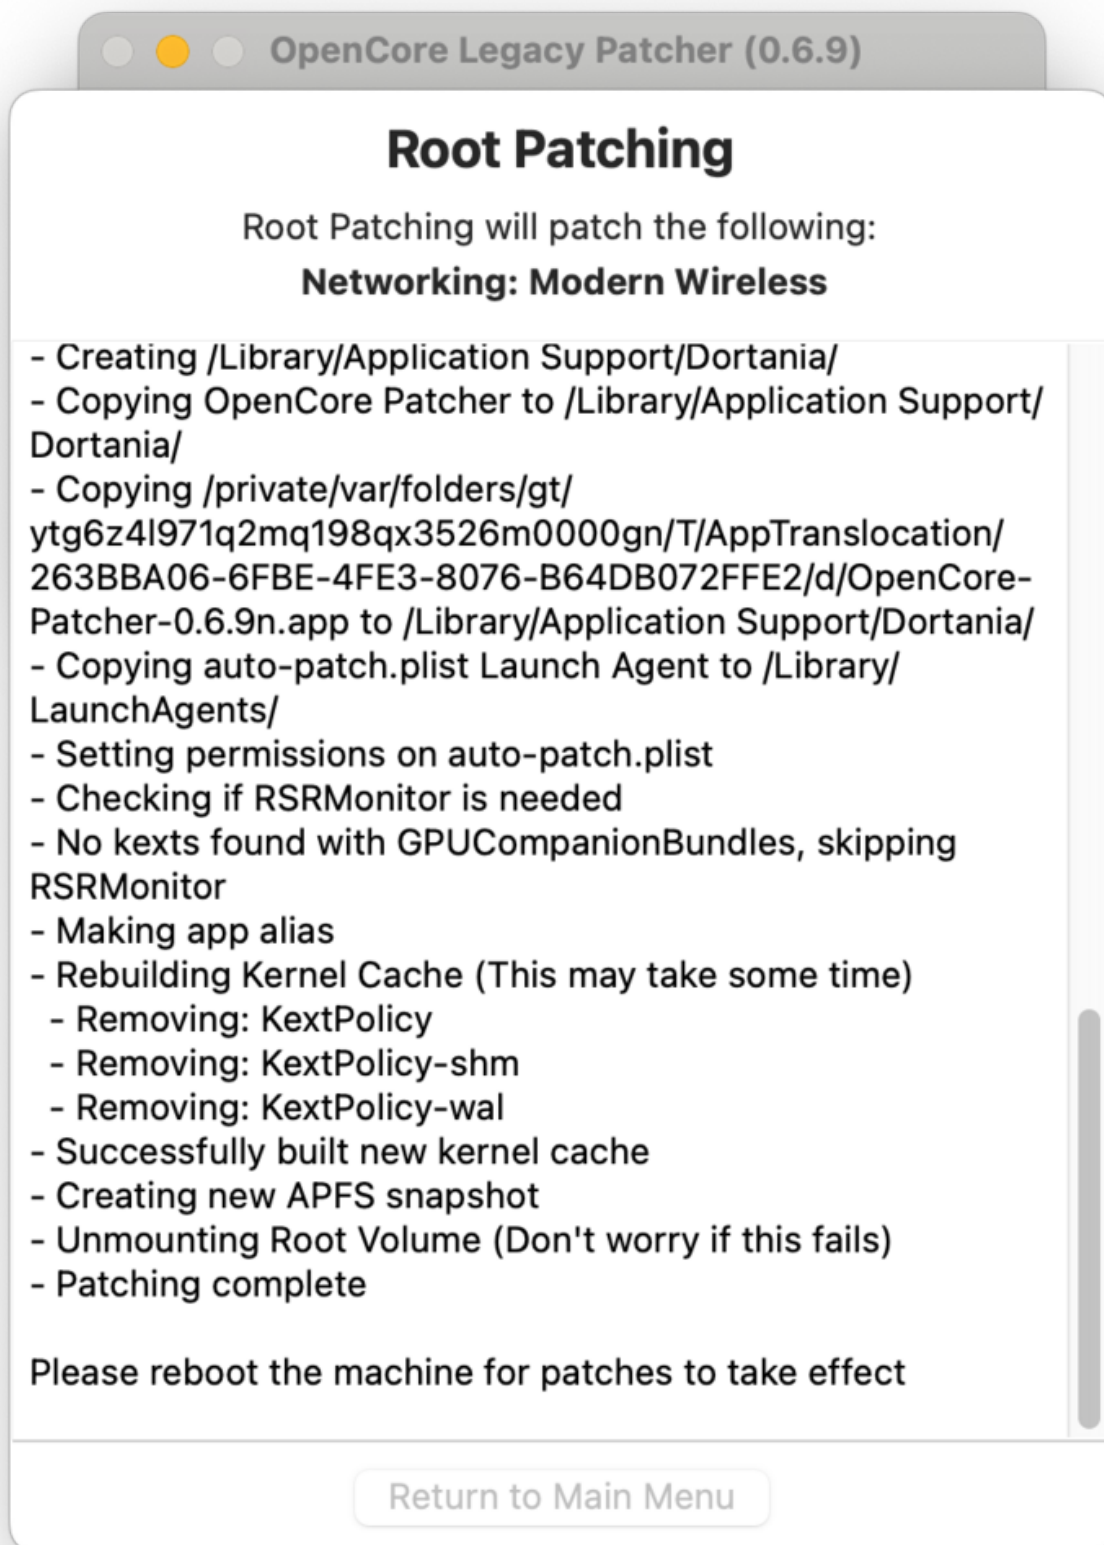 OpenCore Legacy Patcher (0.6.9)
Root Patching
Root Patching will patch the following:
Networking: Modern Wireless
- Creating /Library/Application Support/Dortania/
- Copying OpenCore Patcher to /Library/Application Support/
Dortania/
- Copying /private/var/folders/gt/
ytg6z4l971q2mq198qx3526m0000gn/T/AppTranslocation/
263BBA06-6FBE-4FE3-8076-B64DB072FFE2/d/OpenCore-
Patcher-0.6.9n.app to /Library/Application Support/Dortania/
- Copying auto-patch.plist Launch Agent to /Library/
LaunchAgents/
- Setting permissions on auto-patch.plist
- Checking if RSRMonitor is needed
- No kexts found with GPUCompanionBundles, skipping
RSRMonitor
- Making app alias
- Rebuilding Kernel Cache (This may take some time)
- Removing: KextPolicy
- Removing: KextPolicy-shm
- Removing: KextPolicy-wal
- Successfully built new kernel cache
- Creating new APFS snapshot
- Unmounting Root Volume (Don't worry if this fails)
- Patching complete
Please reboot the machine for patches to take effect
Return to Main Menu